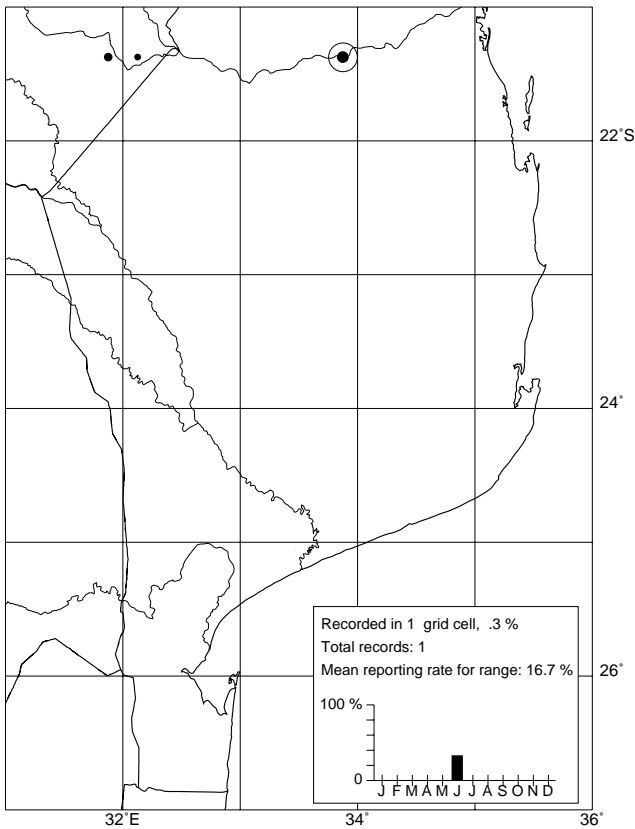 22˚S
24˚
Recorded in 1 grid cell, .3 %
Total records: 1
Mean reporting rate for range: 16.7 %
26˚
100 %
0
J F M A M J J A S O N D
32˚E
34˚
36˚